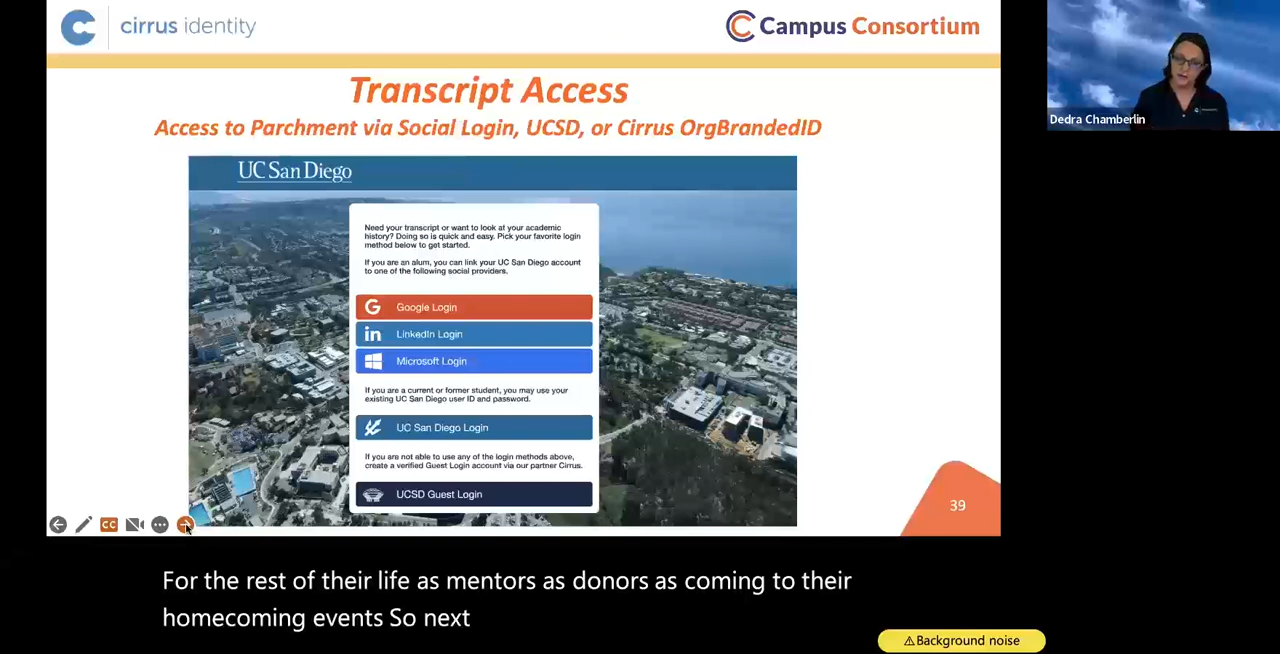 cirrus identity
Campus Consortium
Transcript Access
Access to Parchment via Social Login, UCSD, or Cirrus OrgBrandedID
UC San Diego
Need your transcript or want to look at your academic
history? Doing so is quick and easy. Pick your favorite login
method below to get started.
If you are an alum, you can link your UC San Diego account
to one of the following social providers.
G Google Login
in LinkedIn Login
Microsoft Login
If you are a current or former student, you may use your
existing UC San Diego user ID and password.
UC San Diego Login
If you are not able to use any of the login methods above,
create a verified Guest Login account via our partner Cirrus.
UCSD Guest Login
39
CC
Dedra Chamberlin
For the rest of their life as mentors as donors as coming to their
homecoming events So next
⚠Background noise